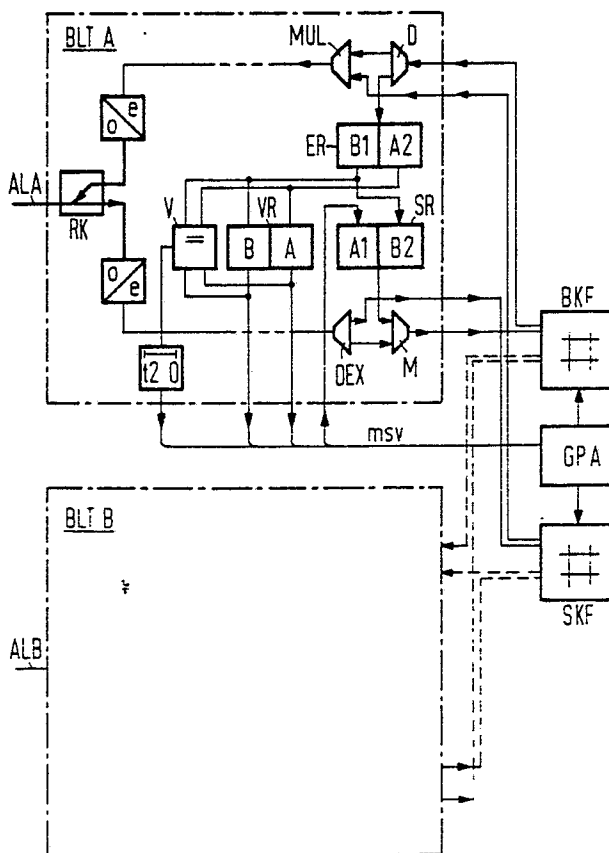 BLT A
MUL
D
e
o
ER
B1
A2
ALA
V
VR
SR
=
B
A
A1
B2
RK
o
e
BKF
DEX
M
t2 0
msv
GPA
BLT B
SKF
ALB